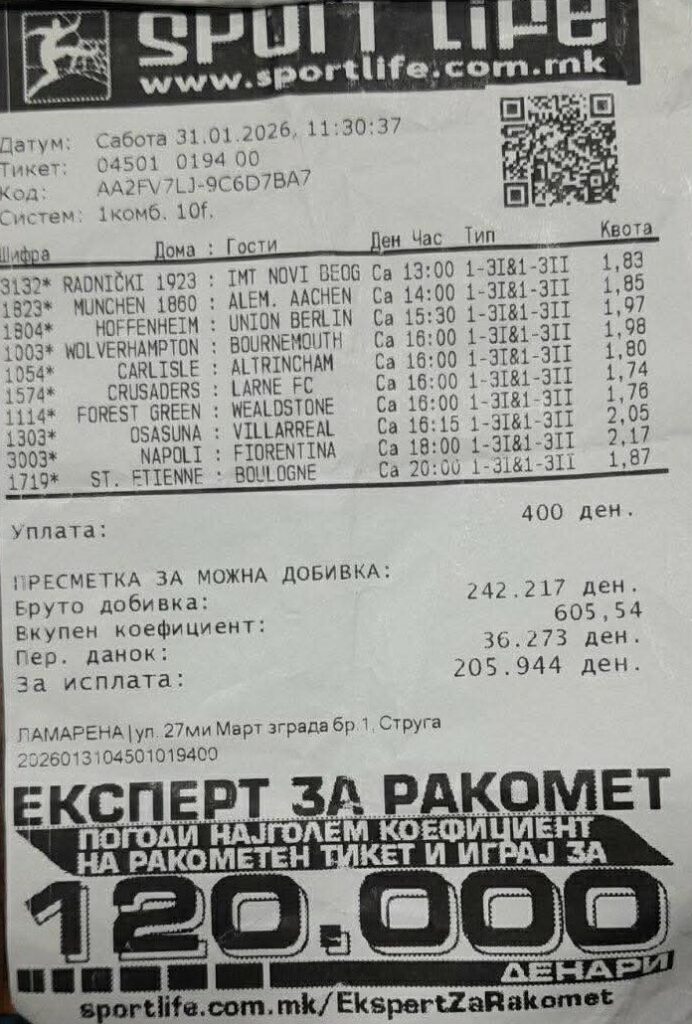 SPORT LIFE
www.sportlife.com.mk
Датум: Сабота 31.01.2026, 11:30:37
Тикет: 04501 0194 00
Код: AA2FV7LJ-9C6D7BA7
Систем: 1комб. 10f.
Шифра Дома : Гости Ден Час Тип Квота
3132* RADNIČKI 1923 : IMT NOVI BEOG Са 13:00 1-3I&1-3II 1,83
1823* MUNCHEN 1860 : ALEM. AACHEN Са 14:00 1-3I&1-3II 1,85
1804* HOFFENHEIM : UNION BERLIN Са 15:30 1-3I&1-3II 1,97
1003* WOLVERHAMPTON : BOURNEMOUTH Са 16:00 1-3I&1-3II 1,98
1054* CARLISLE : ALTRINCHAM Са 16:00 1-3I&1-3II 1,80
1574* CRUSADERS : LARNE FC Са 16:00 1-3I&1-3II 1,74
1114* FOREST GREEN : WEALDSTONE Са 16:00 1-3I&1-3II 1,76
1303* OSASUNA : VILLARREAL Са 16:15 1-3I&1-3II 2,05
3003* NAPOLI : FIORENTINA Са 18:00 1-3I&1-3II 2,17
1719* ST. ETIENNE : BOULOGNE Са 20:00 1-3I&1-3II 1,87
Уплата: 400 ден.
ПРЕСМЕТКА ЗА МОЖНА ДОБИВКА:
Бруто добивка: 242.217 ден.
Вкупен коефициент: 605,54
Пер. данок: 36.273 ден.
За исплата: 205.944 ден.
ЛАМАРЕНА|ул. 27ми Март зграда бр.1, Струга
2026013104501019400
ЕКСПЕРТ ЗА РАКОМЕТ
ПОГОДИ НАЈГОЛЕМ КОЕФИЦИЕНТ
НА РАКОМЕТЕН ТИКЕТ И ИГРАЈ ЗА
120.000
ДЕНАРИ
sportlife.com.mk/EkspertZaRakomet